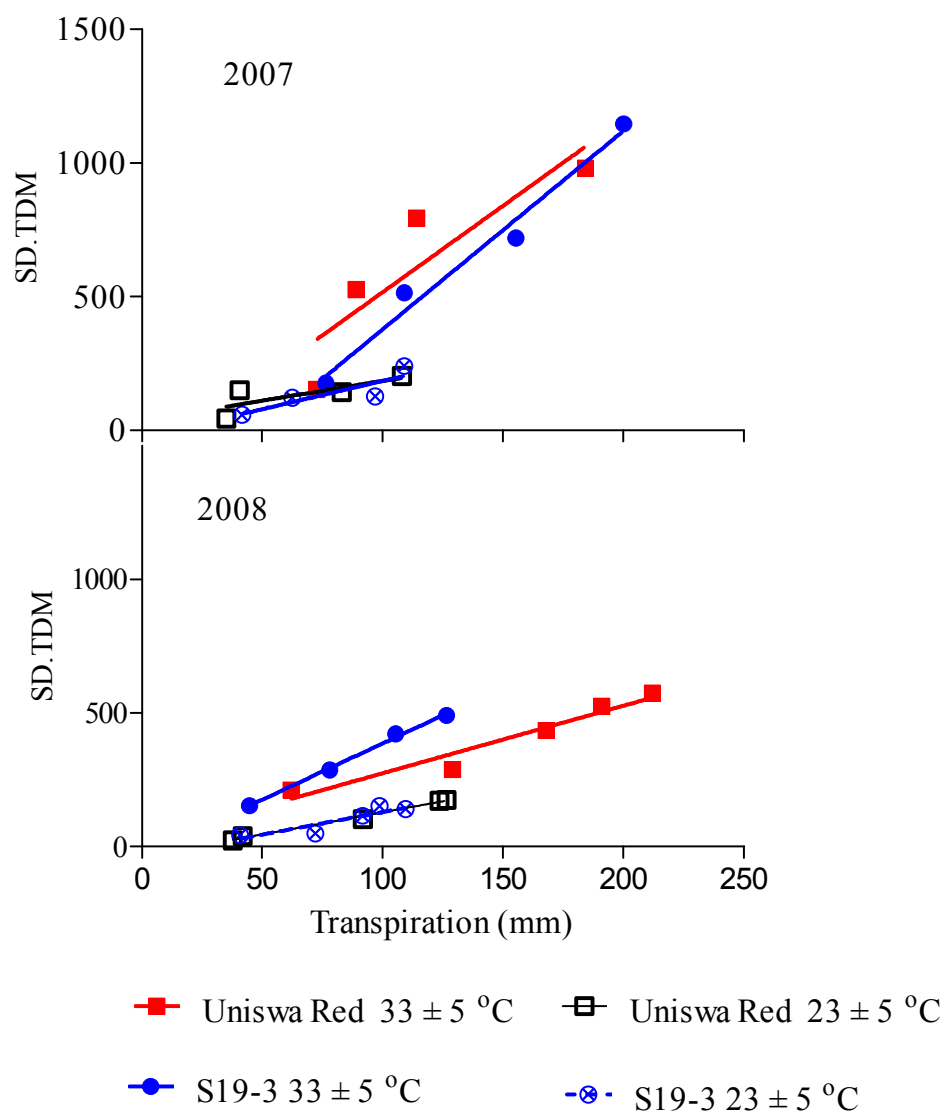 1500
2007
1000
SD.TDM
500
0
2008
1000
SD.TDM
500
0
0 50 100 150 200 250
Transpiration (mm)
Uniswa Red 33 ± 5 °C Uniswa Red 23 ± 5 °C
S19-3 33 ± 5 °C S19-3 23 ± 5 °C